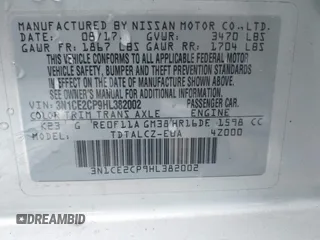 MANUFACTURED BY NISSAN MOTOR CO.,LTD.
DATE: 08/17 GVWR: 3470 LBS
GAWR FR: 1867 LBS GAWR RR: 1704 LBS
THIS VEHICLE CONFORMS TO ALL APPLICABLE FEDERAL MOTOR VEHICLE
SAFETY, BUMPER AND THEFT PREVENTION STANDARDS IN
EFFECT ON THE DATE OF MANUFACTURE SHOWN ABOVE.
VIN:3N1CE2CP9HL382002 PASSENGER CAR
COLOR TRIM TRANS AXLE ENGINE
G RE0F11A GM38 HR16DE 1598 CC
MODEL TDTALCZ-EUA 42000
3N1CE2CP9HL382002
© AutoBidMaster